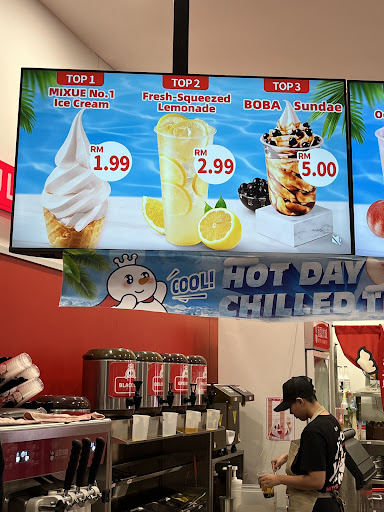 TOP 1
MIXUE No.1
Ice Cream
RM
1.99
TOP 2
Fresh-Squeezed
Lemonade
RM
2.99
TOP 3
BOBA Sundae
RM
5.00
COOL!
HOT DAY
CHILLED T